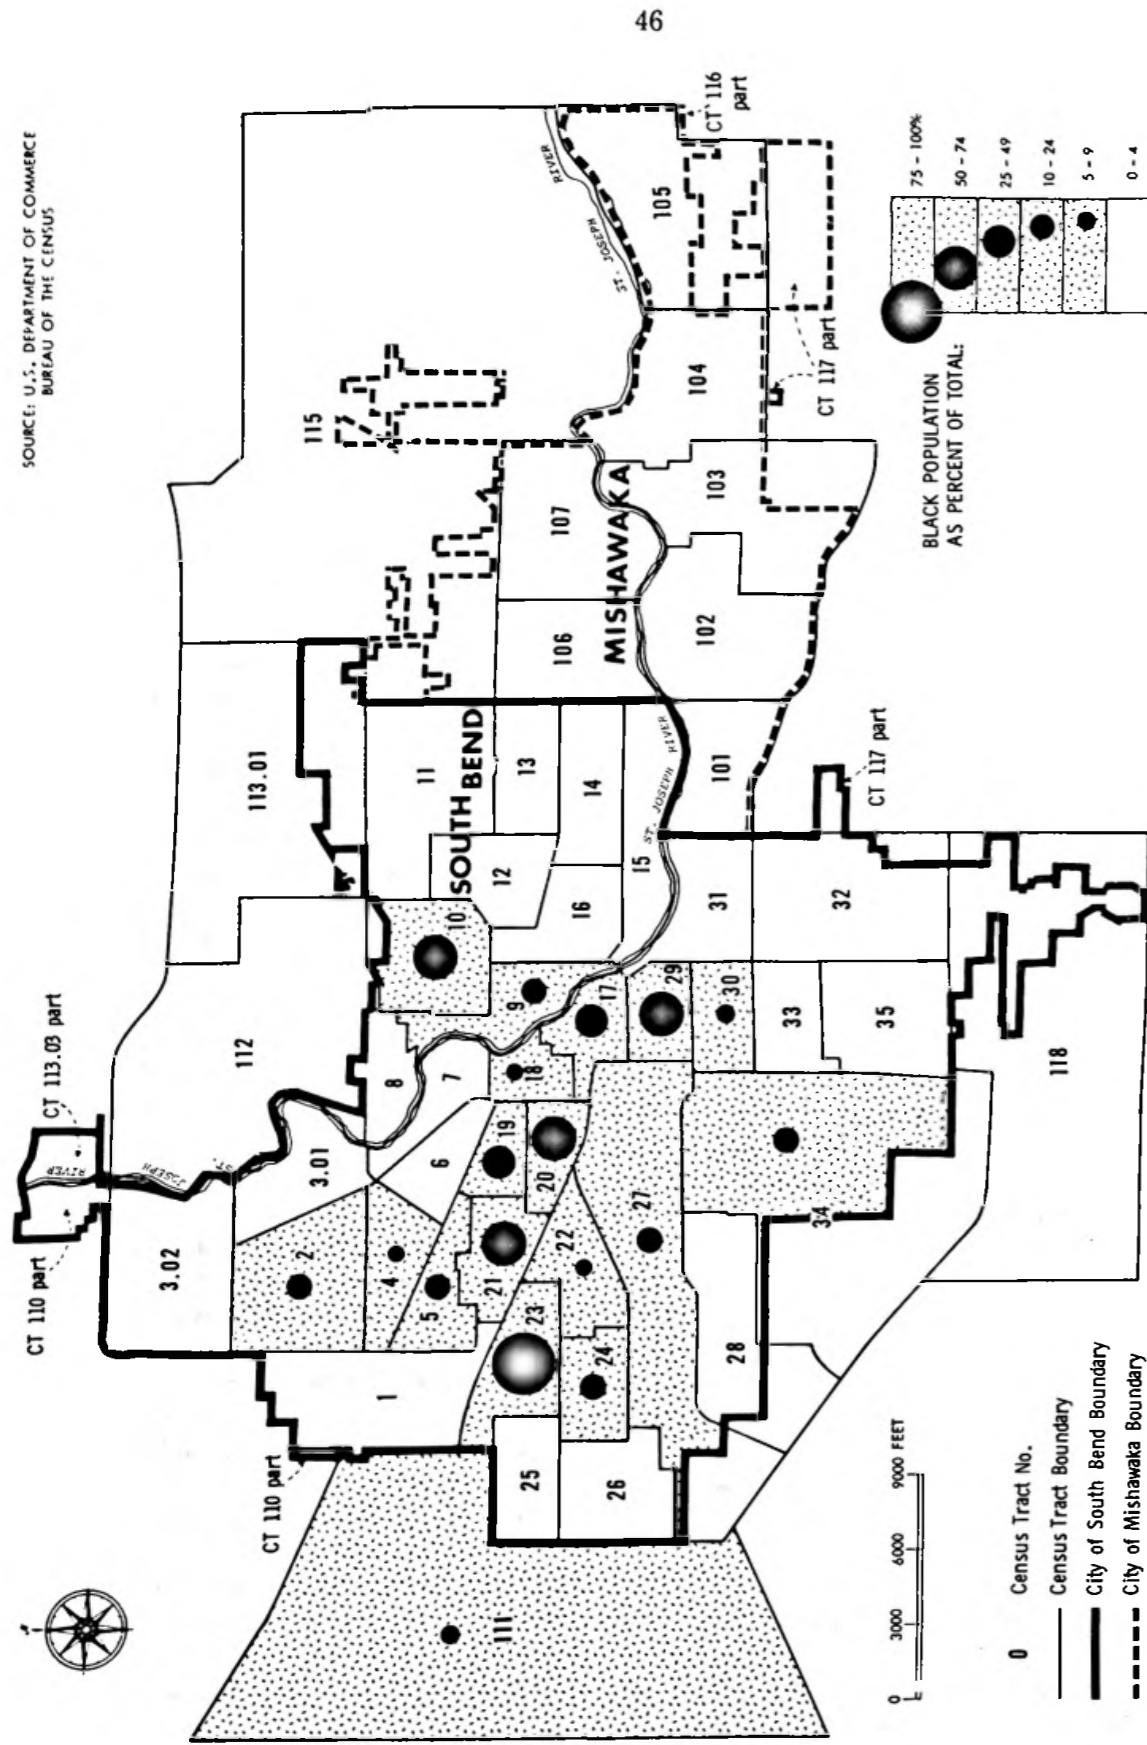 46
SOURCE: U.S. DEPARTMENT OF COMMERCE
BUREAU OF THE CENSUS
CT 110 part
CT 113.03 part
RIVER
JOSEPH
ST.
3.02
3.01
112
113.01
115
2
4
5
6
7
8
9
10
11
SOUTH
BEND
12
13
14
15
16
17
18
19
20
21
22
23
24
25
26
27
28
29
30
31
32
33
34
35
1
CT 110 part
111
118
101
102
103
104
105
106
107
MISHAWAKA
ST. JOSEPH RIVER
ST. JOSEPH RIVER
CT 116
part
CT 117 part
CT 117 part
BLACK POPULATION
AS PERCENT OF TOTAL:
75 - 100%
50 - 74
25 - 49
10 - 24
5 - 9
0 - 4
0 3000 6000 9000 FEET
0 Census Tract No.
Census Tract Boundary
City of South Bend Boundary
City of Mishawaka Boundary